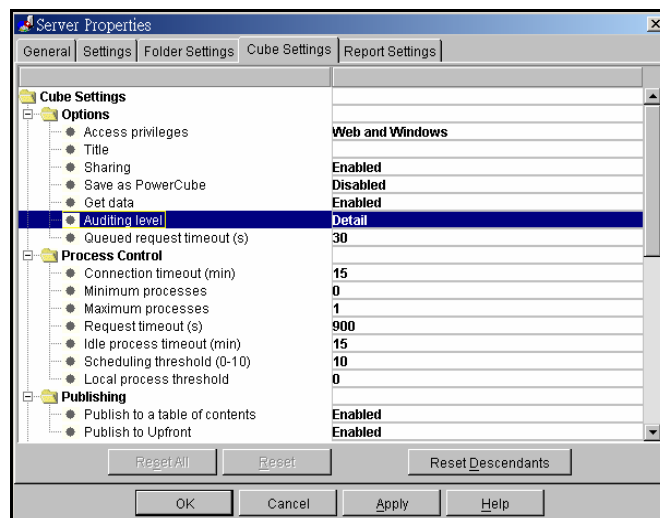 Server Properties
General Settings Folder Settings Cube Settings Report Settings
Cube Settings
Options
Access privileges Web and Windows
Title
Sharing Enabled
Save as PowerCube Disabled
Get data Enabled
Auditing level Detail
Queued request timeout (s) 30
Process Control
Connection timeout (min) 15
Minimum processes 0
Maximum processes 1
Request timeout (s) 900
Idle process timeout (min) 15
Scheduling threshold (0-10) 10
Local process threshold 0
Publishing
Publish to a table of contents Enabled
Publish to Upfront Enabled
Reset All Reset Reset Descendants
OK Cancel Apply Help